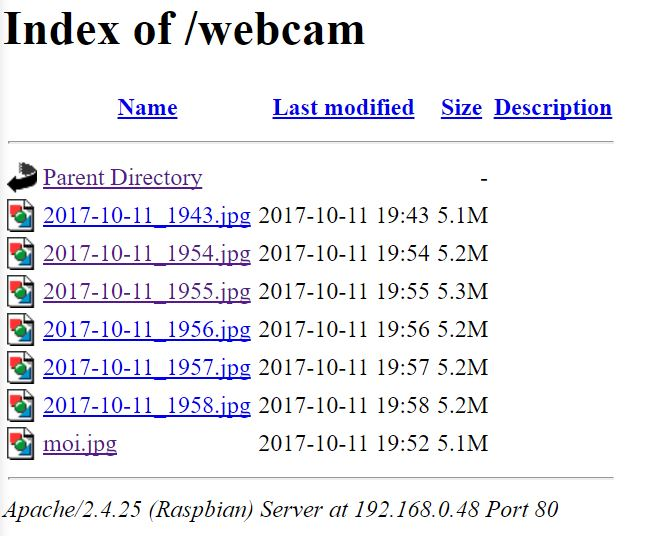 Index of /webcam
Name Last modified Size Description
Parent Directory -
2017-10-11_1943.jpg 2017-10-11 19:43 5.1M
2017-10-11_1954.jpg 2017-10-11 19:54 5.2M
2017-10-11_1955.jpg 2017-10-11 19:55 5.3M
2017-10-11_1956.jpg 2017-10-11 19:56 5.2M
2017-10-11_1957.jpg 2017-10-11 19:57 5.2M
2017-10-11_1958.jpg 2017-10-11 19:58 5.2M
moi.jpg 2017-10-11 19:52 5.1M
Apache/2.4.25 (Raspbian) Server at 192.168.0.48 Port 80